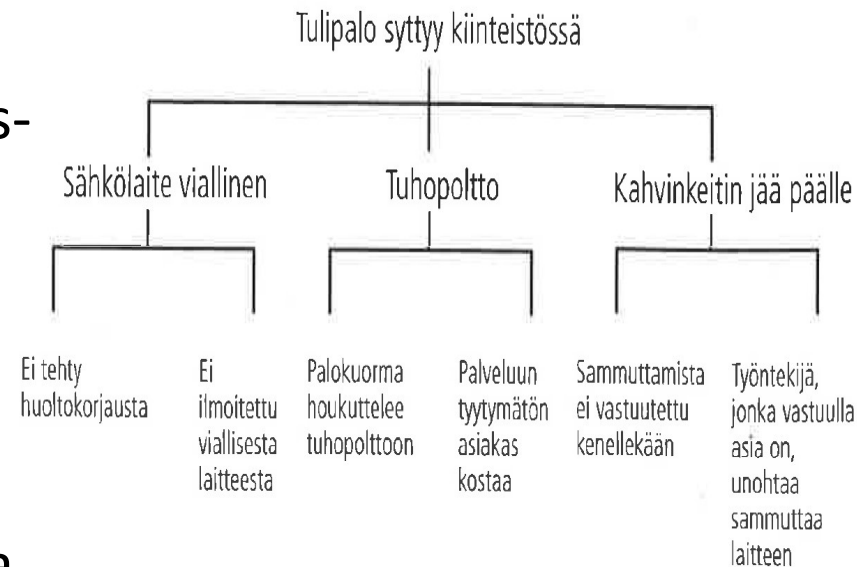 Tulipalo syttyy kiinteistössä
s-
Sähkölaite viallinen
Tuhopoltto
Kahvinkeitin jää päälle
Ei tehty
huoltokorjausta
Ei
ilmoitettu
viallisesta
laitteesta
Palokuorma
houkuttelee
tuhopolttoon
Palveluun
tyytymätön
asiakas
kostaa
Sammuttamista
ei vastuutettu
kenellekään
Työntekijä,
jonka vastuulla
asia on,
unohtaa
sammuttaa
laitteen